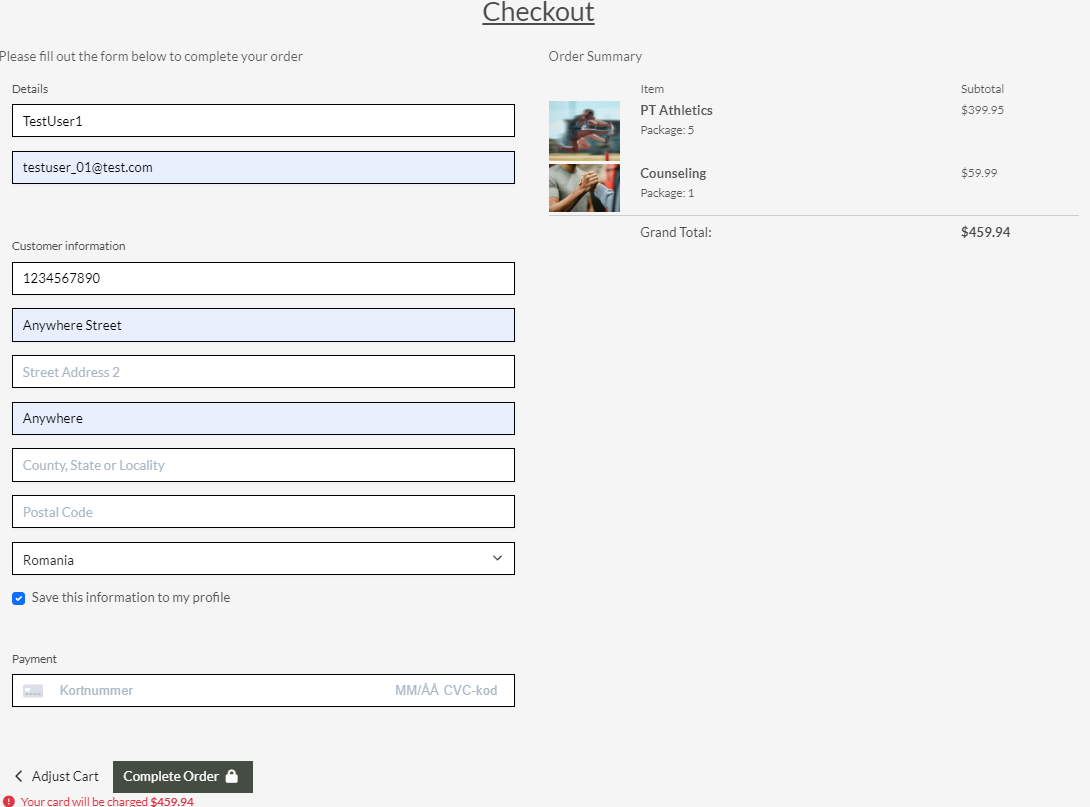 Checkout
Please fill out the form below to complete your order
Details
TestUser1
testuser_01@test.com
Customer information
1234567890
Anywhere Street
Street Address 2
Anywhere
County, State or Locality
Postal Code
Romania
Save this information to my profile
Payment
Kortnummer MM/ÅÅ CVC-kod
Adjust Cart Complete Order
Your card will be charged $459.94
Order Summary
Item Subtotal
PT Athletics $399.95
Package: 5
Counseling $59.99
Package: 1
Grand Total: $459.94